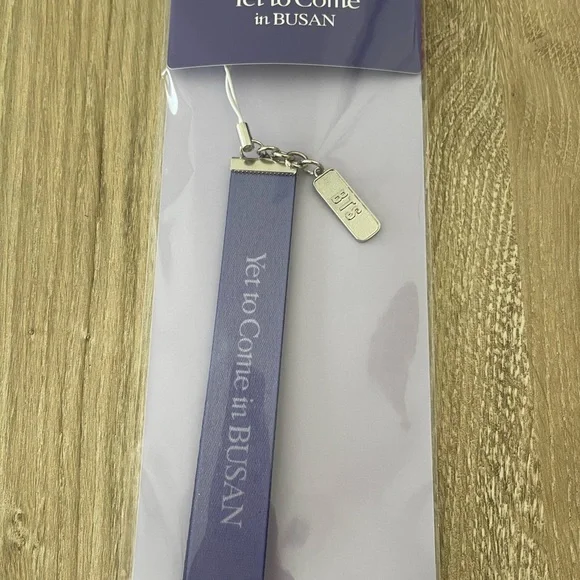 Yet to Come
in BUSAN
BTS
Yet to Come in BUSAN